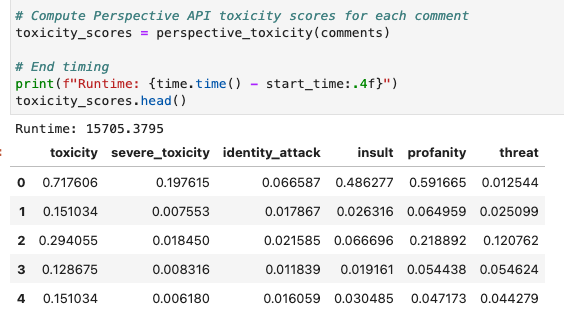 # Compute Perspective API toxicity scores for each comment
toxicity_scores = perspective_toxicity(comments)
# End timing
print(f"Runtime: {time.time() - start_time:.4f}")
toxicity_scores.head()
Runtime: 15705.3795
toxicity severe_toxicity identity_attack insult profanity threat
0 0.717606 0.197615 0.066587 0.486277 0.591665 0.012544
1 0.151034 0.007553 0.017867 0.026316 0.064959 0.025099
2 0.294055 0.018450 0.021585 0.066696 0.218892 0.120762
3 0.128675 0.008316 0.011839 0.019161 0.054438 0.054624
4 0.151034 0.006180 0.016059 0.030485 0.047173 0.044279